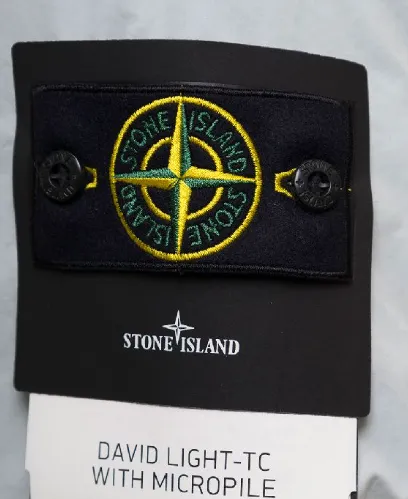 STONE ISLAND
ISLAND STONE
STONE ISLAND
DAVID LIGHT-TC
WITH MICROPILE